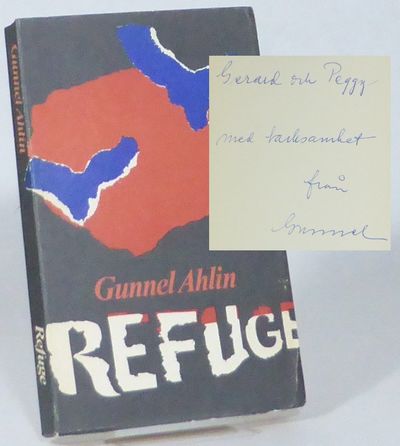 Gunnel Ahlin
Refuge
Gunnel Ahlin
REFUGE
Gerard och Peggy
med tacksamhet
från
Gunnel